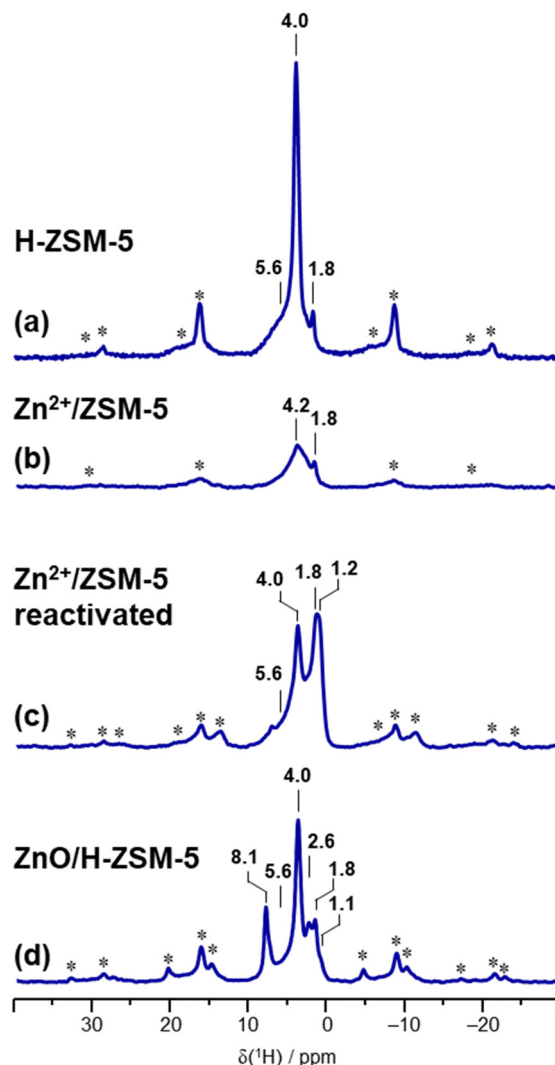 4.0
H-ZSM-5
5.6
1.8
(a)
* * * * * * * *
Zn²⁺/ZSM-5
4.2
1.8
(b)
* * * *
Zn²⁺/ZSM-5
reactivated
4.0
1.8
1.2
5.6
(c)
* * * * * * * * * * *
4.0
ZnO/H-ZSM-5
8.1
5.6
2.6
1.8
1.1
(d)
* * * * * * * * * * *
30 20 10 0 −10 −20
δ(¹H) / ppm